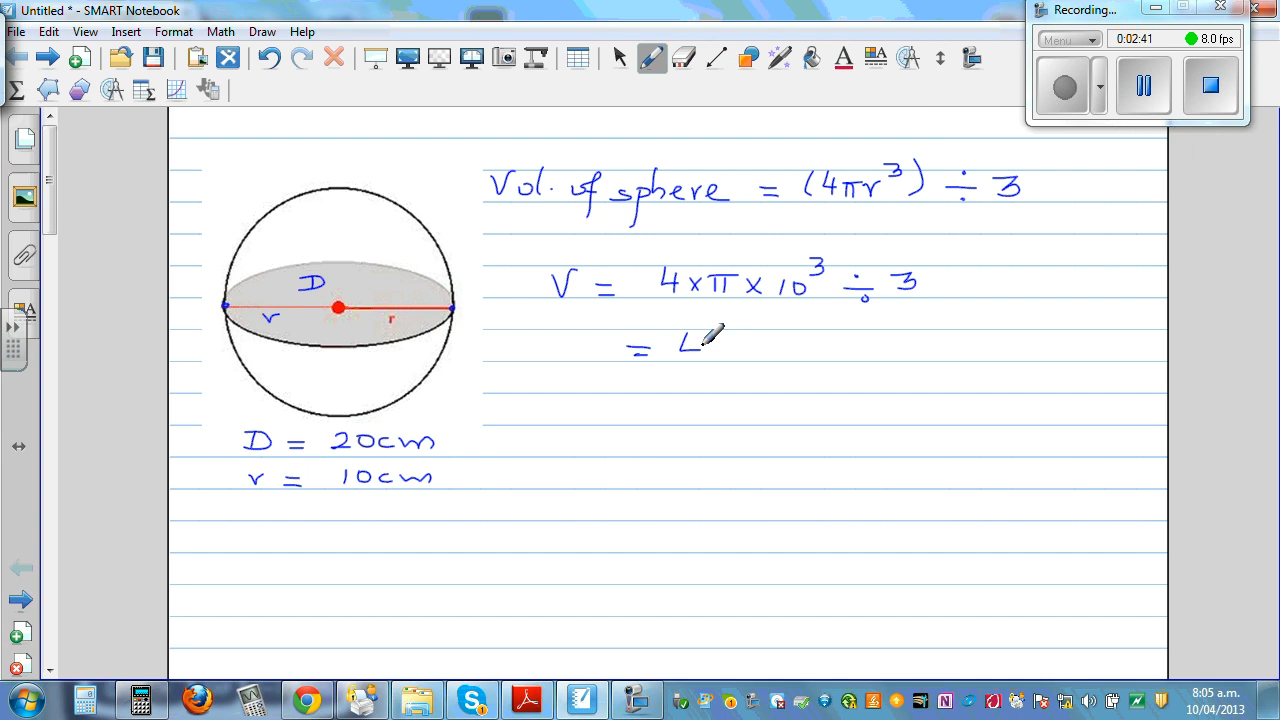 Untitled * - SMART Notebook
File Edit View Insert Format Math Draw Help
Recording...
Menu
0:02:41
8.0 fps
Vol. of sphere = (4πr³) ÷ 3
V = 4 × π × 10³ ÷ 3
= 4
D
r
r
D = 20cm
r = 10cm
8:05 a.m.
10/04/2013